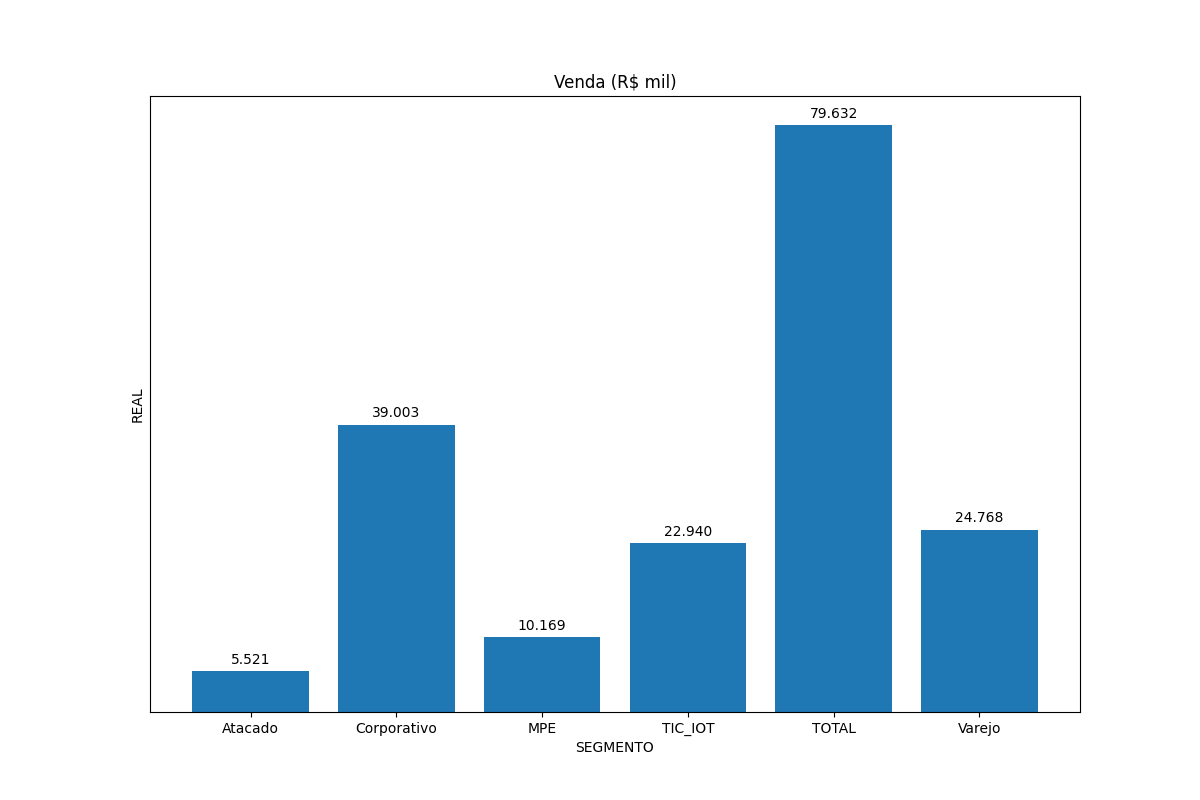 Venda (R$ mil)
79.632
39.003
24.768
22.940
10.169
5.521
REAL
Atacado Corporativo MPE TIC_IOT TOTAL Varejo
SEGMENTO